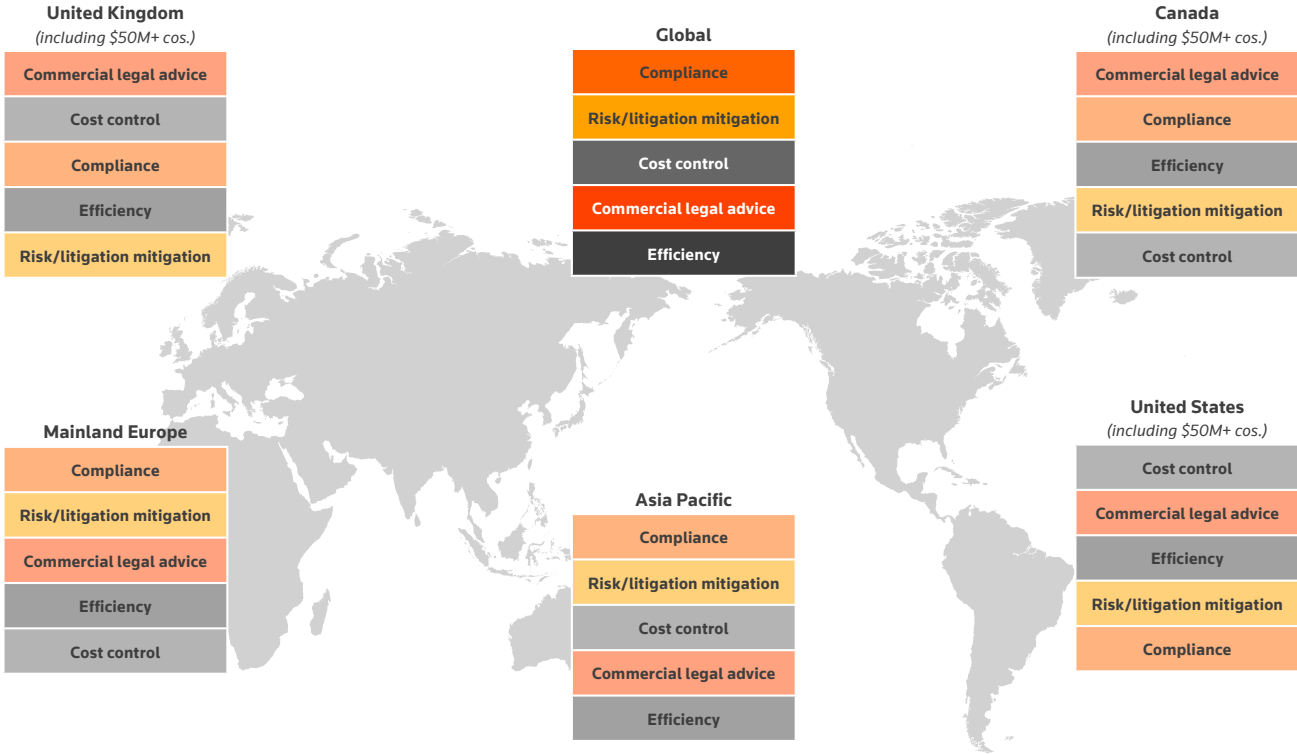 United Kingdom
(including $50M+ cos.)
Commercial legal advice
Cost control
Compliance
Efficiency
Risk/litigation mitigation
Global
Compliance
Risk/litigation mitigation
Cost control
Commercial legal advice
Efficiency
Canada
(including $50M+ cos.)
Commercial legal advice
Compliance
Efficiency
Risk/litigation mitigation
Cost control
Mainland Europe
Compliance
Risk/litigation mitigation
Commercial legal advice
Efficiency
Cost control
Asia Pacific
Compliance
Risk/litigation mitigation
Cost control
Commercial legal advice
Efficiency
United States
(including $50M+ cos.)
Cost control
Commercial legal advice
Efficiency
Risk/litigation mitigation
Compliance